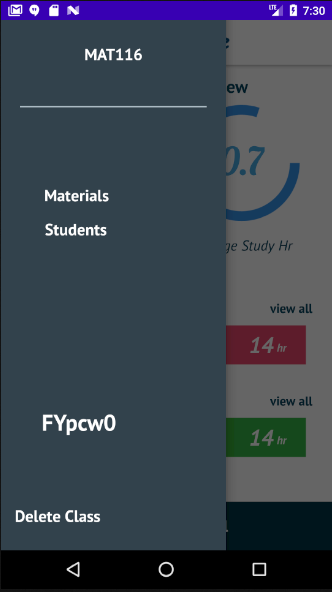 LTE 7:30
MAT116
ew
0.7
Materials
Students
ge Study Hr
view all
14 hr
view all
14 hr
FYpcw0
Delete Class